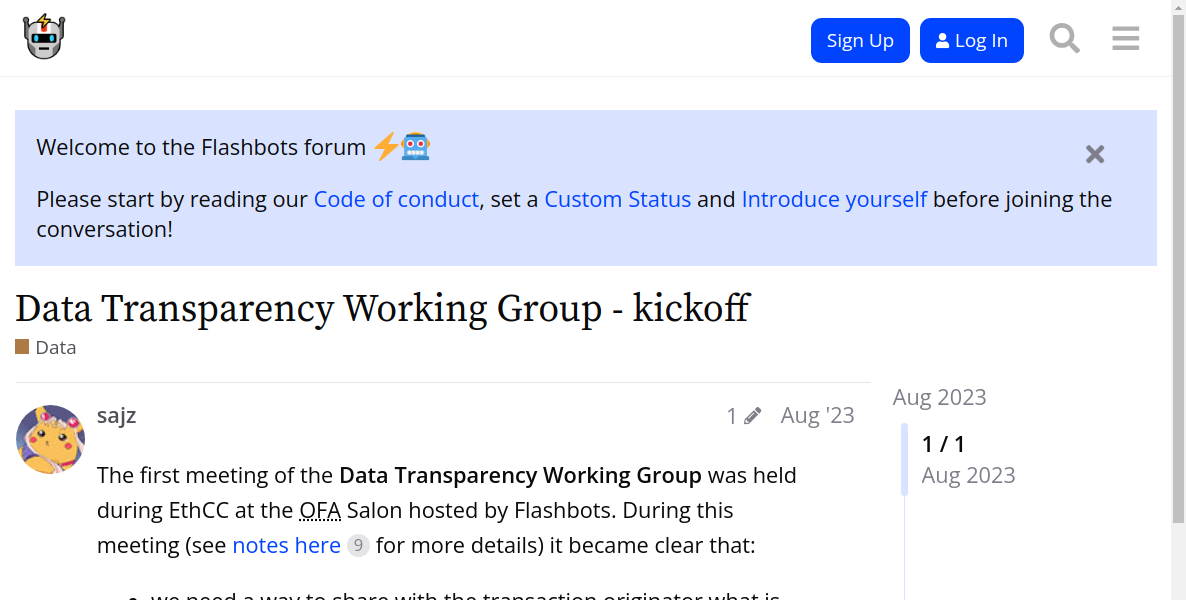 Sign Up
Log In
Welcome to the Flashbots forum
Please start by reading our Code of conduct, set a Custom Status and Introduce yourself before joining the
conversation!
Data Transparency Working Group - kickoff
Data
sajz
1
Aug '23
Aug 2023
1 / 1
Aug 2023
The first meeting of the Data Transparency Working Group was held
during EthCC at the OFA Salon hosted by Flashbots. During this
meeting (see notes here 9 for more details) it became clear that:
we need a way to share with the transaction originator what is